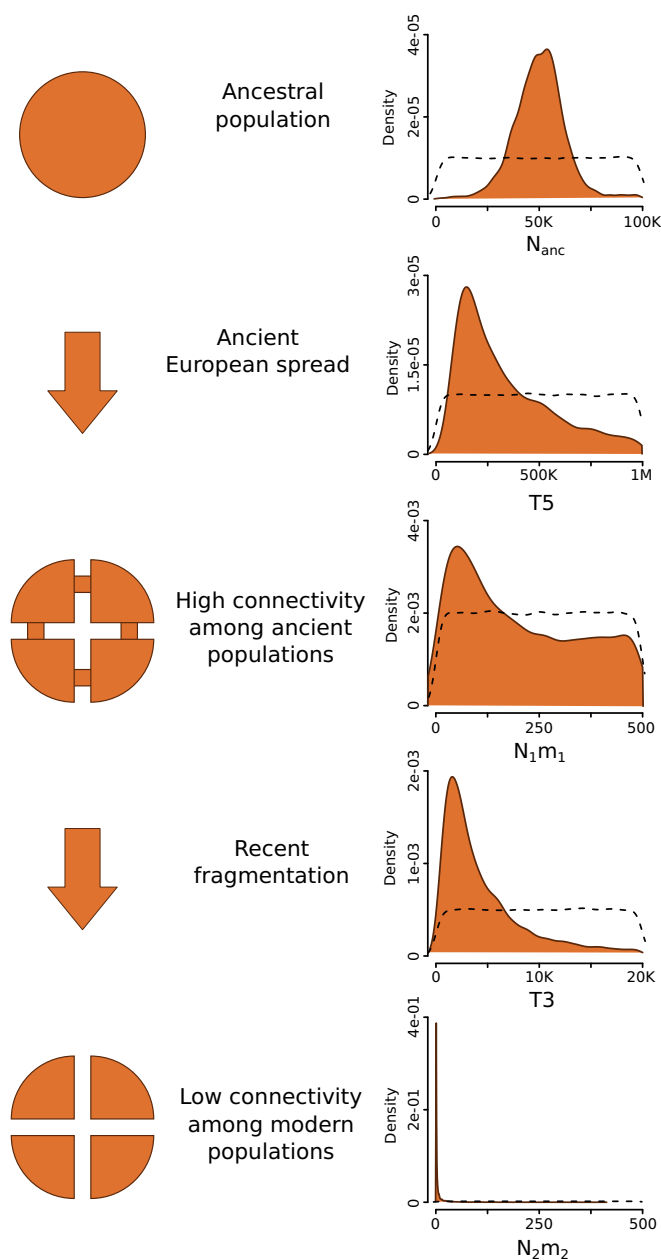 Ancestral
population
Density
0
2e-05
4e-05
0
50K
100K
Nanc
Ancient
European spread
Density
0
1.5e-05
3e-05
0
500K
1M
T5
High connectivity
among ancient
populations
Density
0
2e-03
4e-03
0
250
500
N₁m₁
Recent
fragmentation
Density
0
1e-03
2e-03
0
10K
20K
T3
Low connectivity
among modern
populations
Density
0
2e-01
4e-01
0
250
500
N₂m₂